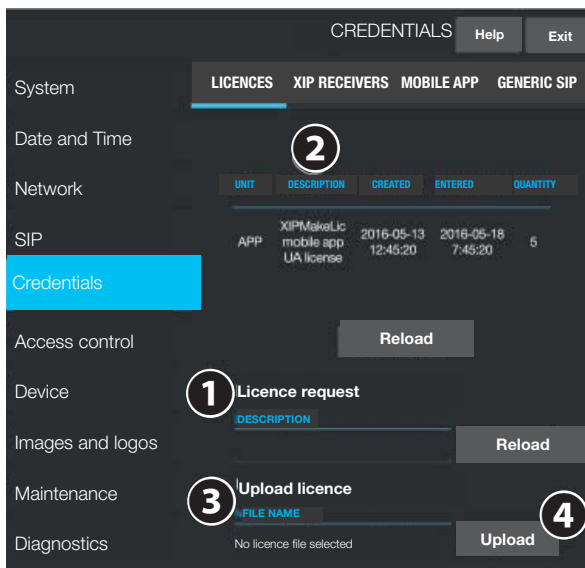 CREDENTIALS Help Exit
System
Date and Time
Network
SIP
Credentials
Access control
Device
Images and logos
Maintenance
Diagnostics
LICENCES XIP RECEIVERS MOBILE APP GENERIC SIP
2
UNIT DESCRIPTION CREATED ENTERED QUANTITY
APP XIPMakeLic mobile app UA license 2016-05-13 12:45:20 2016-05-18 7:45:20 5
Reload
1 Licence request
DESCRIPTION
Reload
3 Upload licence
FILE NAME
4
No licence file selected Upload